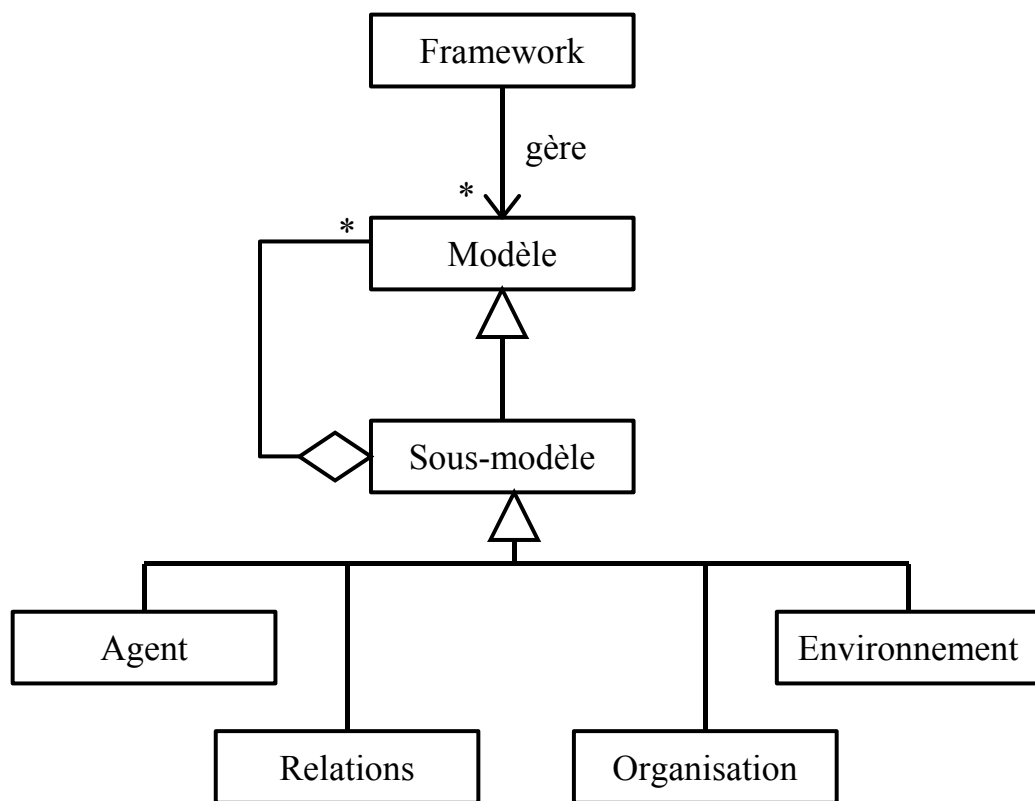 Framework
gère
*
*
Modèle
Sous-modèle
Agent
Environnement
Relations
Organisation